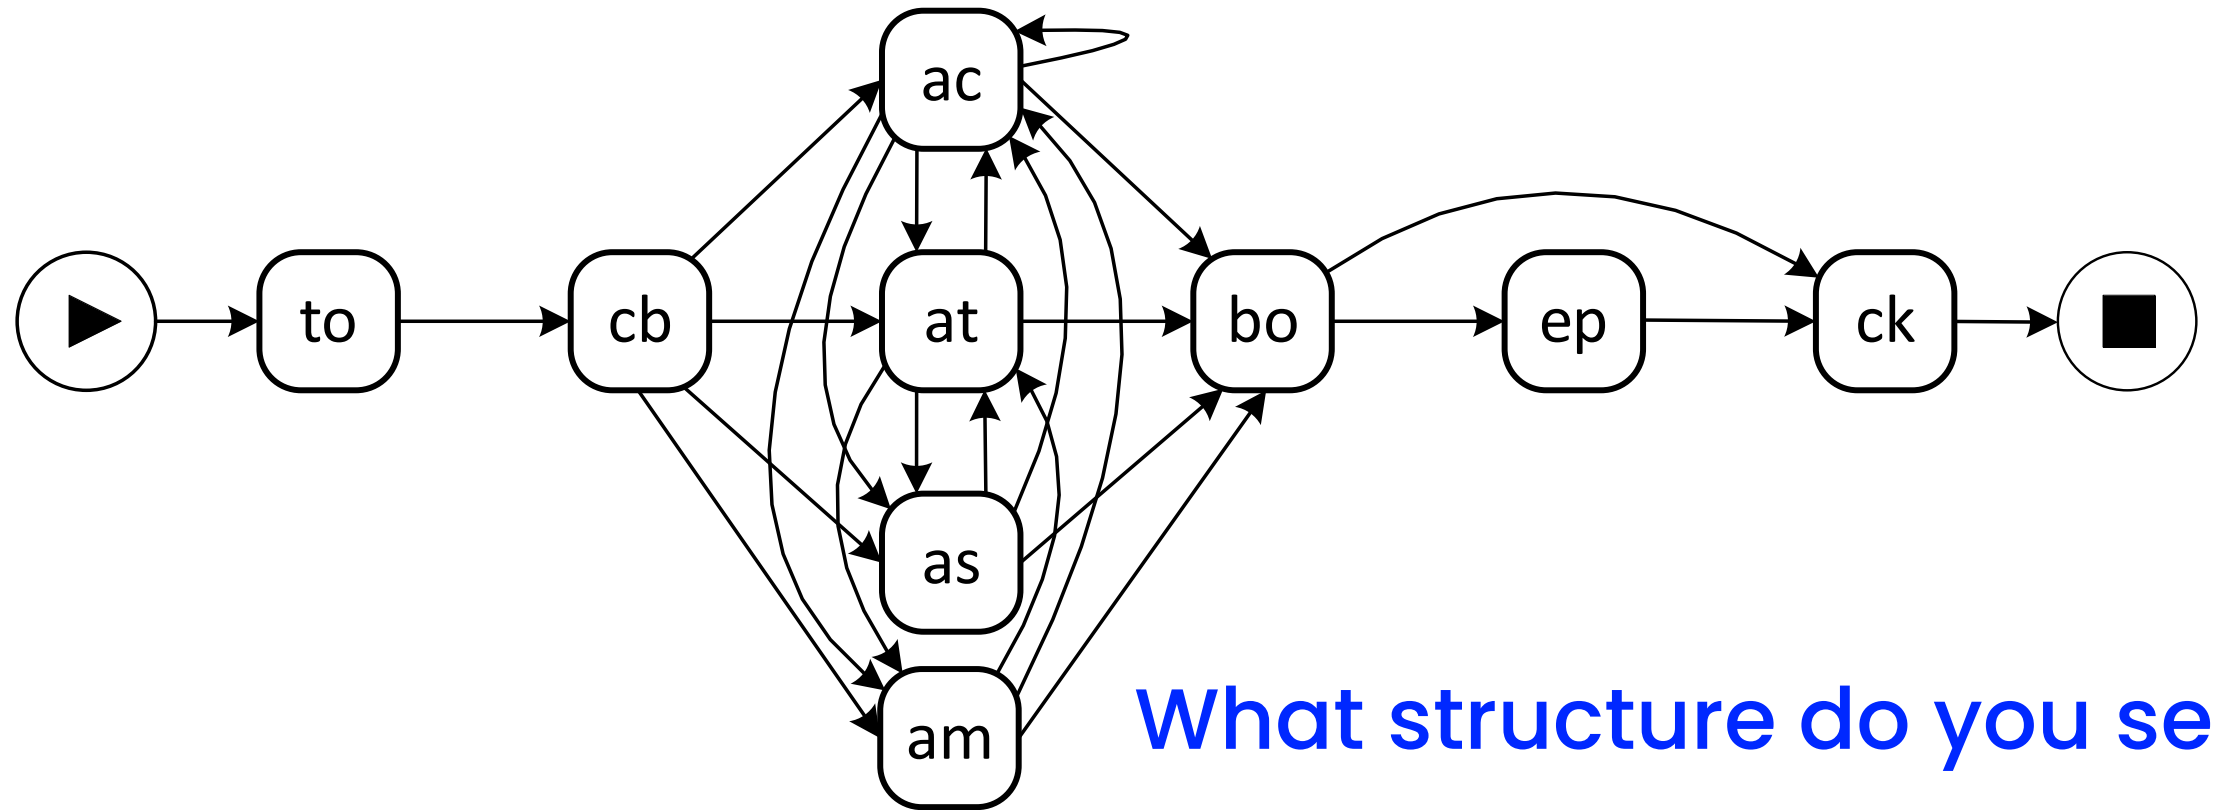 ac
to
cb
at
bo
ep
ck
as
am
What structure do you se